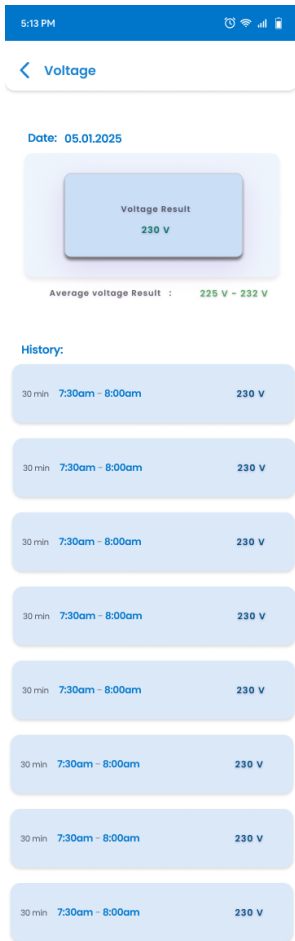 5:13 PM
Voltage
Date: 05.01.2025
Voltage Result
230 V
Average voltage Result : 225 V - 232 V
History:
30 min 7:30am - 8:00am 230 V
30 min 7:30am - 8:00am 230 V
30 min 7:30am - 8:00am 230 V
30 min 7:30am - 8:00am 230 V
30 min 7:30am - 8:00am 230 V
30 min 7:30am - 8:00am 230 V
30 min 7:30am - 8:00am 230 V
30 min 7:30am - 8:00am 230 V